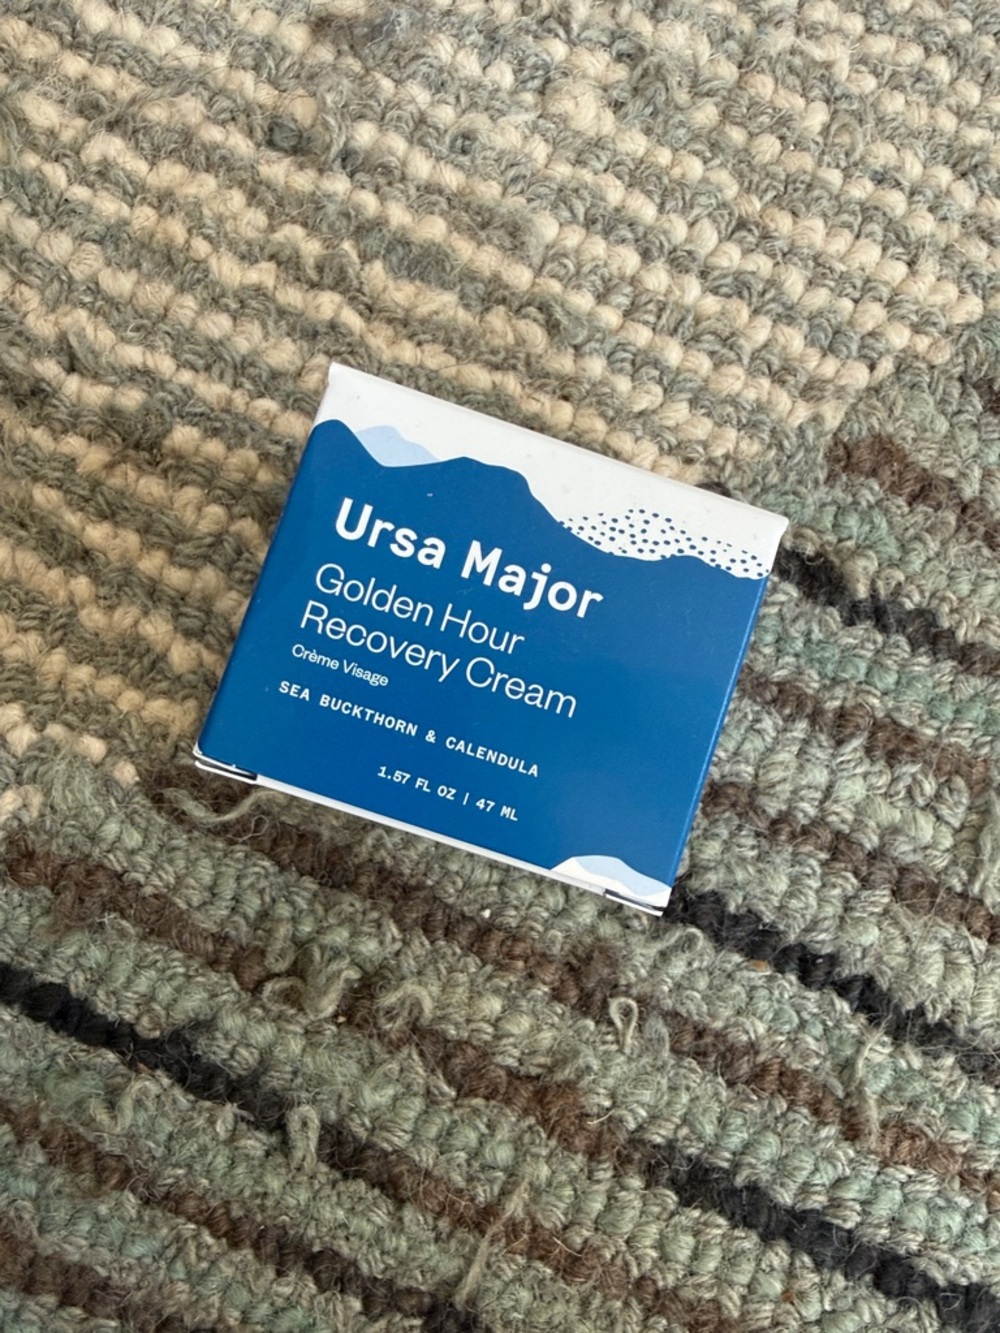 Ursa Major
Golden Hour
Recovery Cream
Crème Visage
SEA BUCKTHORN & CALENDULA
1.57 FL OZ | 47 ML